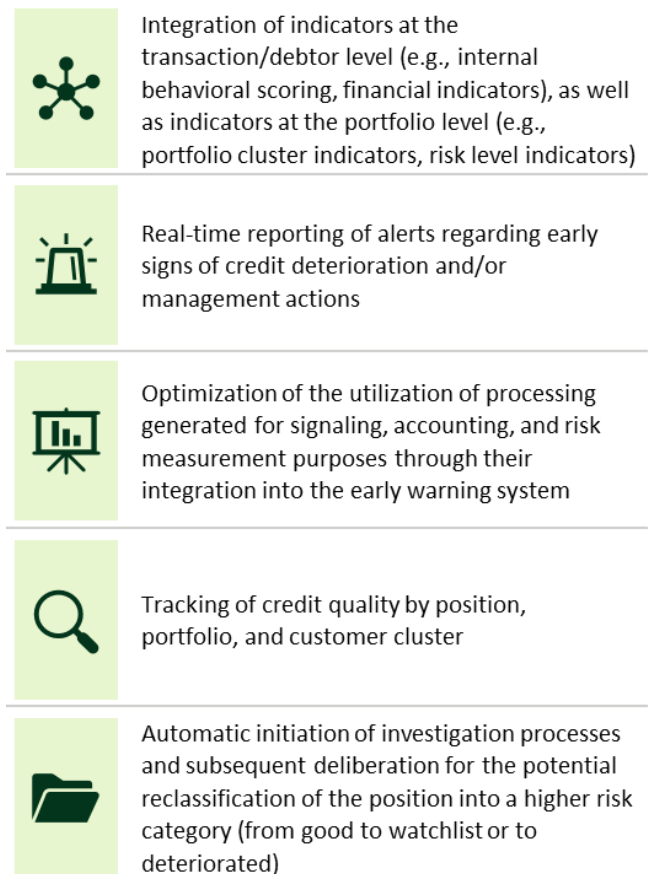 Integration of indicators at the
transaction/debtor level (e.g., internal
behavioral scoring, financial indicators), as well
as indicators at the portfolio level (e.g.,
portfolio cluster indicators, risk level indicators)
Real-time reporting of alerts regarding early
signs of credit deterioration and/or
management actions
Optimization of the utilization of processing
generated for signaling, accounting, and risk
measurement purposes through their
integration into the early warning system
Tracking of credit quality by position,
portfolio, and customer cluster
Automatic initiation of investigation processes
and subsequent deliberation for the potential
reclassification of the position into a higher risk
category (from good to watchlist or to
deteriorated)